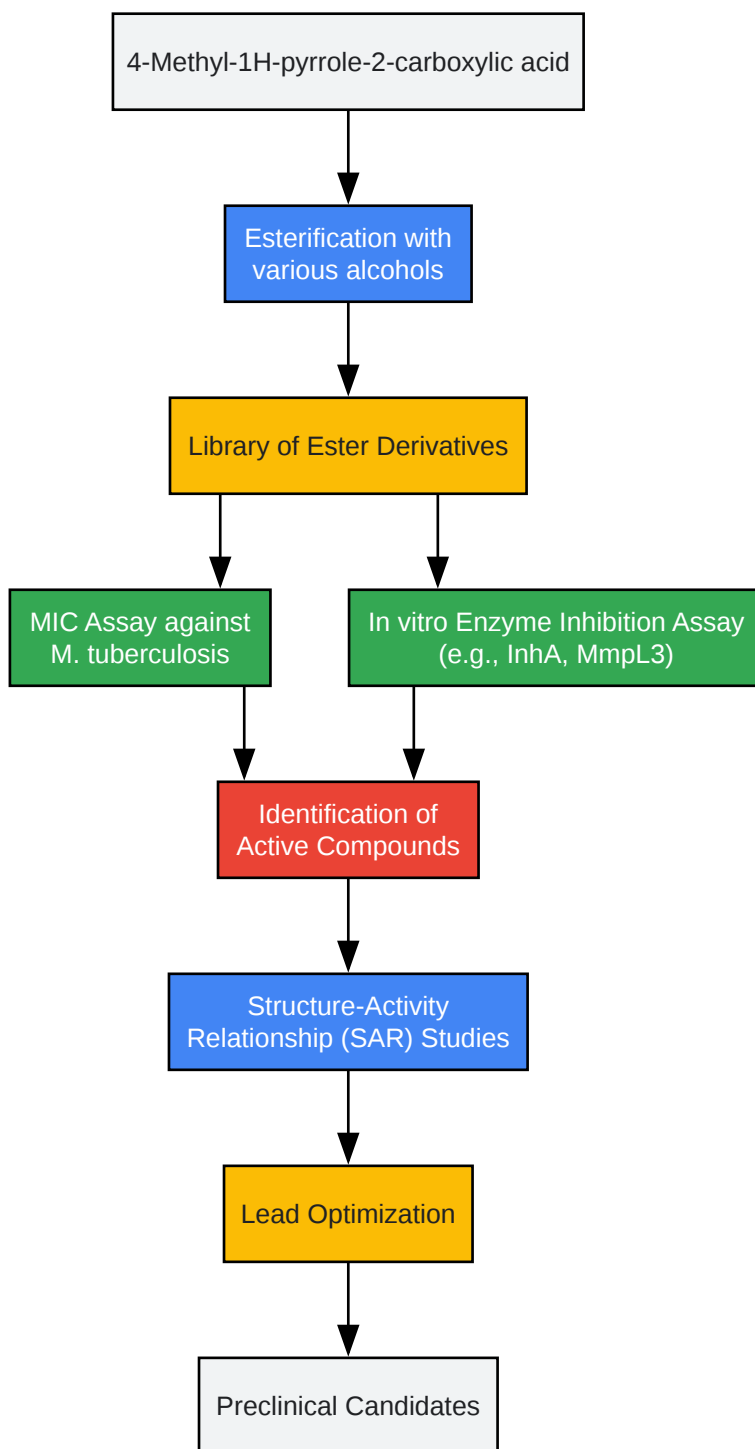 4-Methyl-1H-pyrrole-2-carboxylic acid
Esterification with
various alcohols
Library of Ester Derivatives
MIC Assay against
M. tuberculosis
In vitro Enzyme Inhibition Assay
(e.g., InhA, MmpL3)
Identification of
Active Compounds
Structure-Activity
Relationship (SAR) Studies
Lead Optimization
Preclinical Candidates